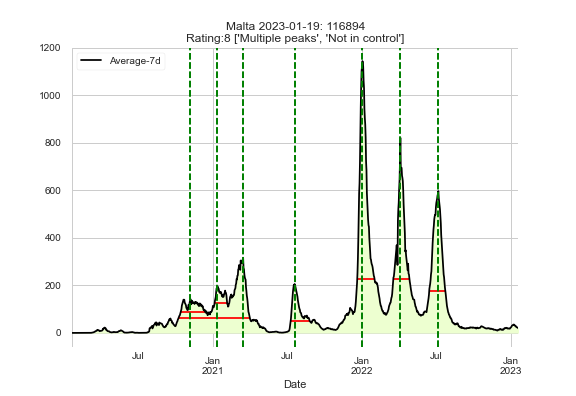 Malta 2023-01-19: 116894
Rating:8 ['Multiple peaks', 'Not in control']
1200
Average-7d
1000
800
600
400
200
0
Jul
Jan
2021
Jul
Jan
2022
Jul
Jan
2023
Date